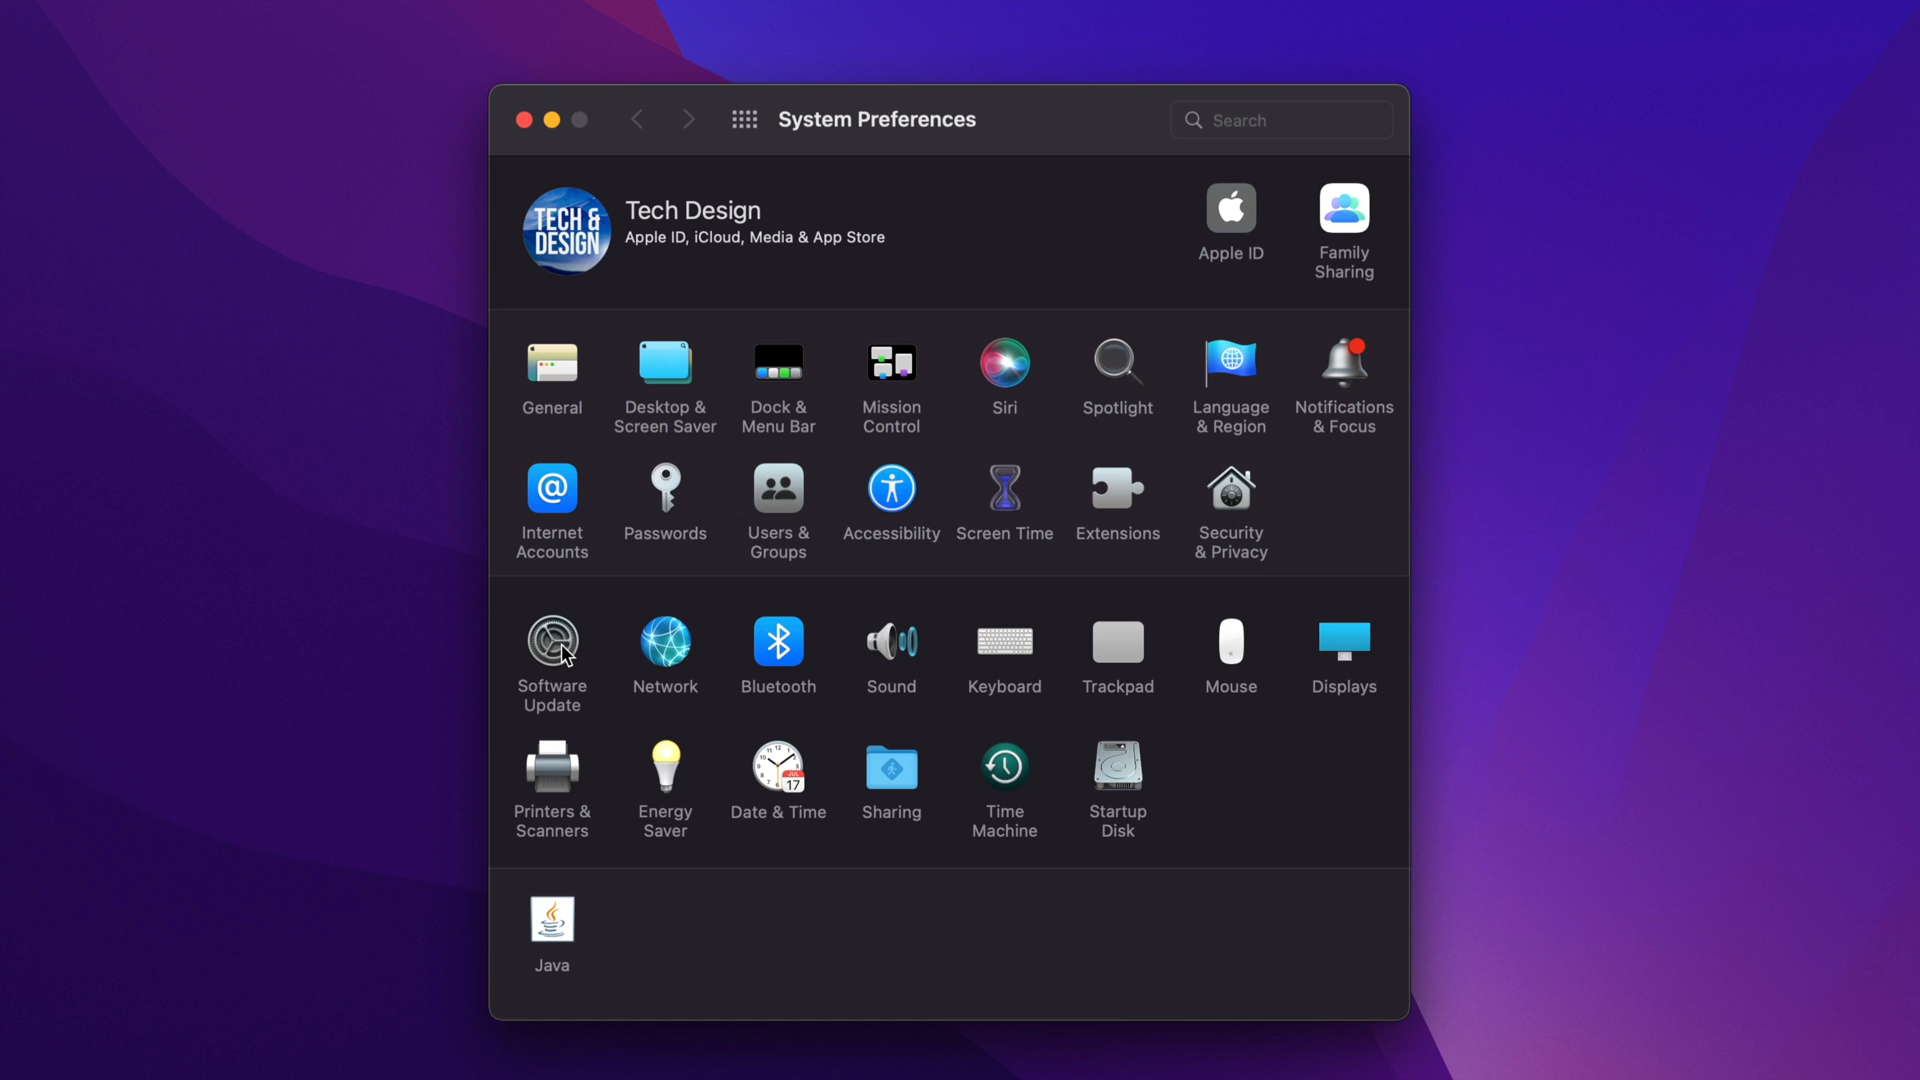 System Preferences
Search
TECH &
DESIGN
Tech Design
Apple ID, iCloud, Media & App Store
Apple ID
Family
Sharing
General
Desktop &
Screen Saver
Dock &
Menu Bar
Mission
Control
Siri
Spotlight
Language
& Region
Notifications
& Focus
@
Internet
Accounts
Passwords
Users &
Groups
Accessibility
Screen Time
Extensions
Security
& Privacy
Software
Update
Network
Bluetooth
Sound
Keyboard
Trackpad
Mouse
Displays
JUL
17
Printers &
Scanners
Energy
Saver
Date & Time
Sharing
Time
Machine
Startup
Disk
Java